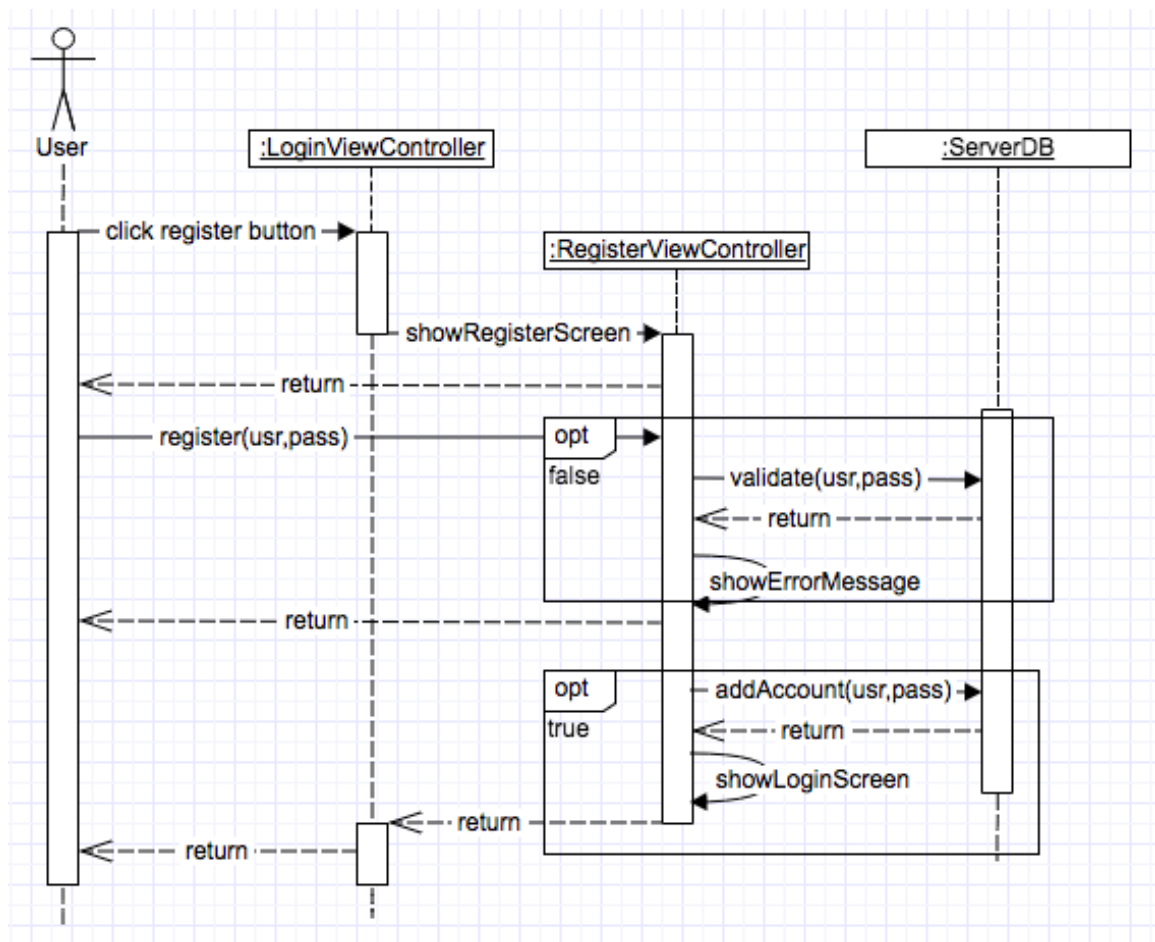 User
:LoginViewController
:ServerDB
click register button
:RegisterViewController
showRegisterScreen
return
register(usr,pass)
opt
false
validate(usr,pass)
return
showErrorMessage
return
opt
addAccount(usr,pass)
true
return
showLoginScreen
return
return